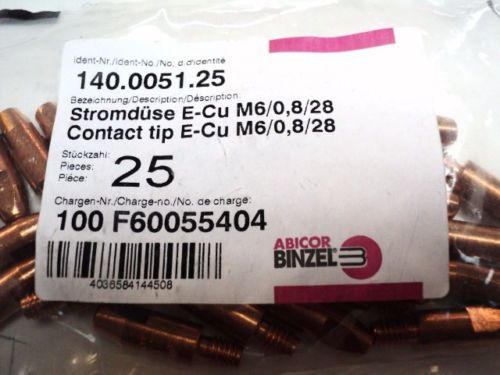 Ident-Nr./Ident-No./No. d.d'identité
140.0051.25
Bezeichnung/Description/Déscription:
Stromdüse E-Cu M6/0,8/28
Contact tip E-Cu M6/0,8/28
Stückzahl:
Pieces:
Piéce:
25
Chargen-Nr./Charge-no./No. de charge:
100 F60055404
4036584144508
ABICOR
BINZEL